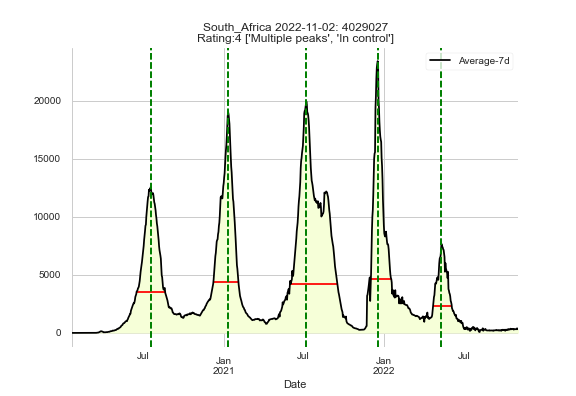 South_Africa 2022-11-02: 4029027
Rating:4 ['Multiple peaks', 'In control']
Average-7d
20000
15000
10000
5000
0
Jul
Jan
2021
Jul
Jan
2022
Jul
Date